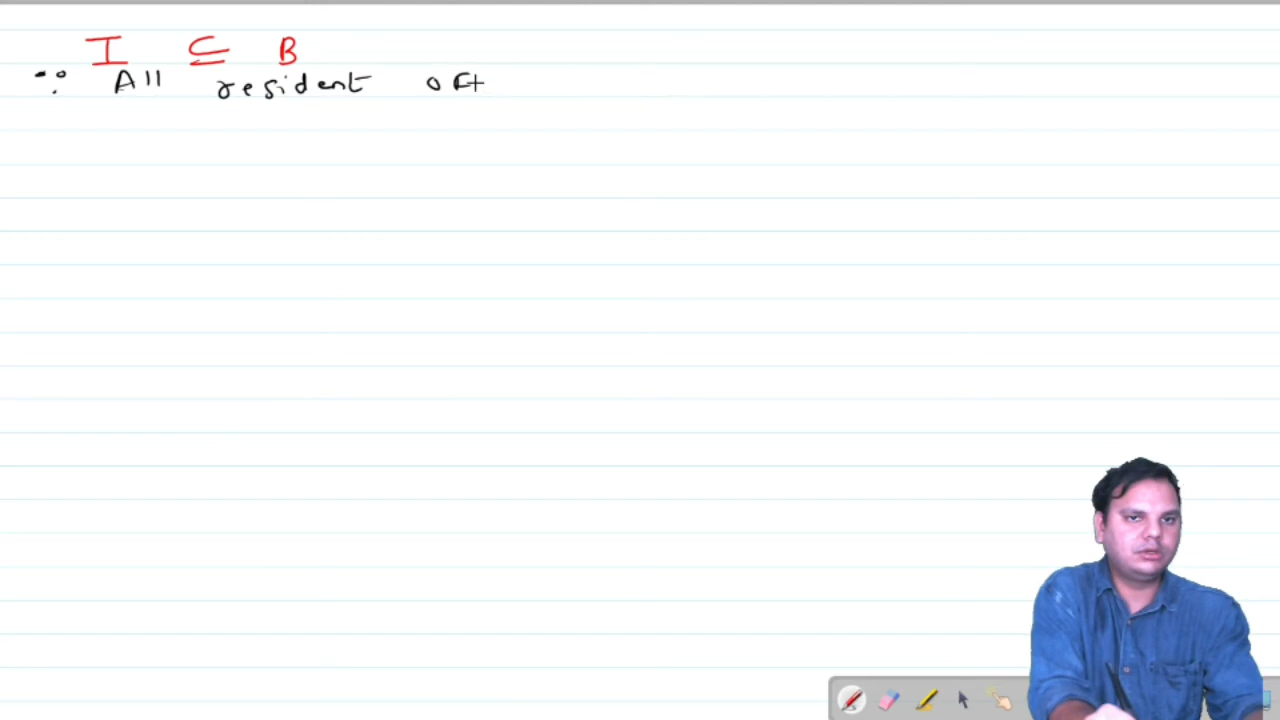 I ⊆ B
∵ All resident of